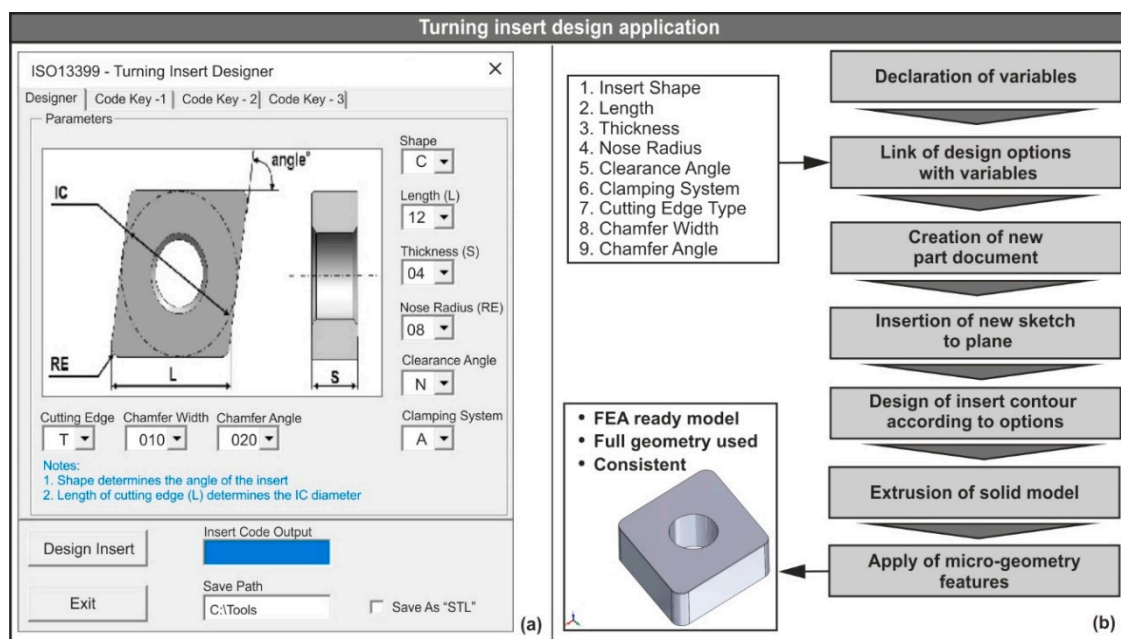 Turning insert design application
ISO13399 - Turning Insert Designer
Designer
Code Key -1
Code Key - 2
Code Key - 3
Parameters
angle°
IC
RE
L
S
Shape
C
Length (L)
12
Thickness (S)
04
Nose Radius (RE)
08
Clearance Angle
N
Clamping System
A
Cutting Edge
T
Chamfer Width
010
Chamfer Angle
020
Notes:
1. Shape determines the angle of the insert
2. Length of cutting edge (L) determines the IC diameter
Design Insert
Exit
Insert Code Output
Save Path
C:\Tools
Save As “STL”
(a)
1. Insert Shape
2. Length
3. Thickness
4. Nose Radius
5. Clearance Angle
6. Clamping System
7. Cutting Edge Type
8. Chamfer Width
9. Chamfer Angle
Declaration of variables
Link of design options
with variables
Creation of new
part document
Insertion of new sketch
to plane
Design of insert contour
according to options
Extrusion of solid model
Apply of micro-geometry
features
• FEA ready model
• Full geometry used
• Consistent
(b)